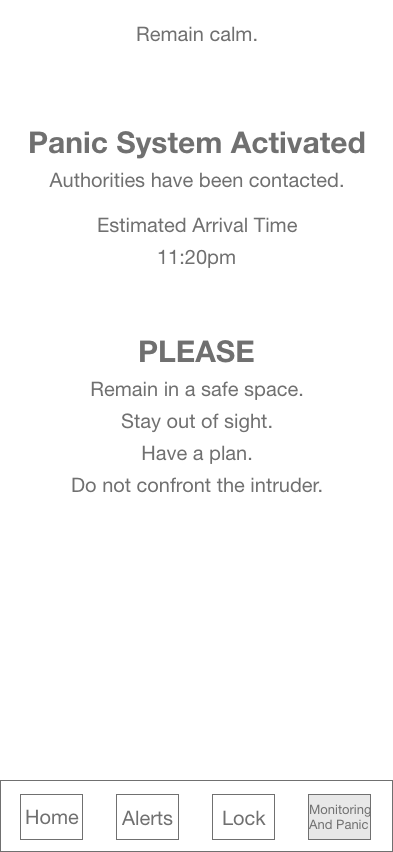 Remain calm.
Panic System Activated
Authorities have been contacted.
Estimated Arrival Time
11:20pm
PLEASE
Remain in a safe space.
Stay out of sight.
Have a plan.
Do not confront the intruder.
Home
Alerts
Lock
Monitoring
And Panic